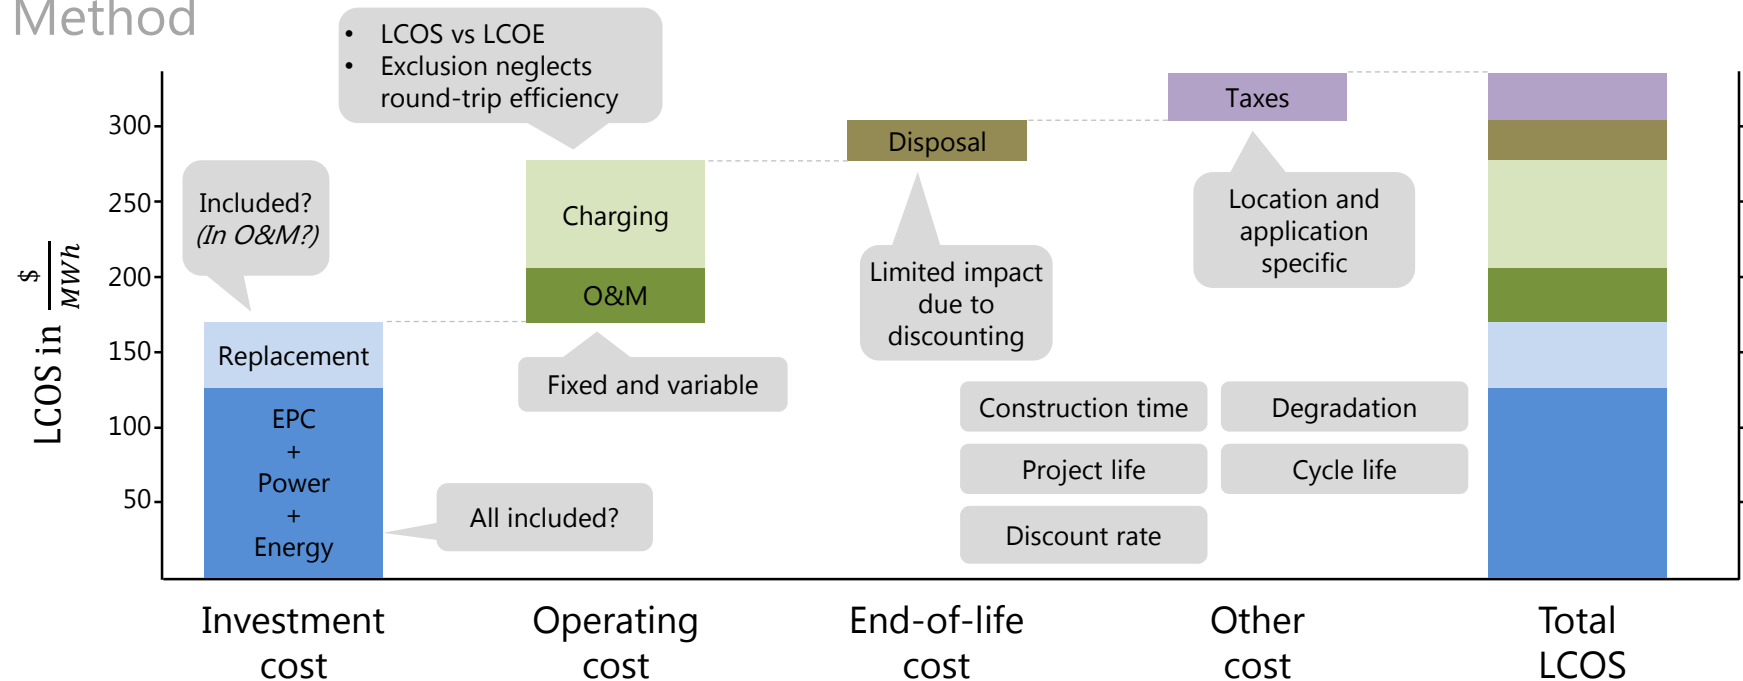 Method
• LCOS vs LCOE
• Exclusion neglects
round-trip efficiency
LCOS in $/MWh
300
250
200
150
100
50
Included?
(In O&M?)
Replacement
EPC
+
Power
+
Energy
All included?
Charging
O&M
Fixed and variable
Disposal
Limited impact
due to
discounting
Taxes
Location and
application
specific
Construction time
Degradation
Project life
Cycle life
Discount rate
Investment
cost
Operating
cost
End-of-life
cost
Other
cost
Total
LCOS